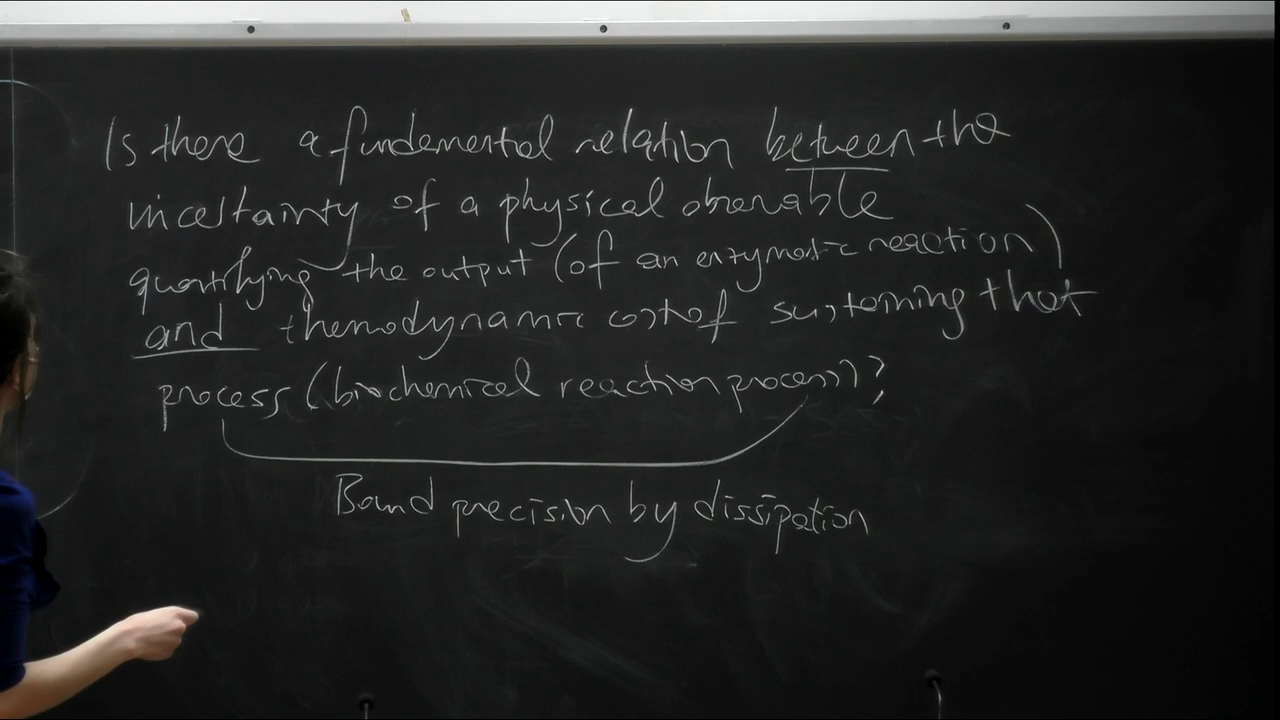 Is there a fundemental relation between the
uncertainty of a physical observable
quantifying the output (of an enzymatic reaction)
and themodynamic cost of sustaining that
process (biochemical reaction process)?
Bound precision by dissipation